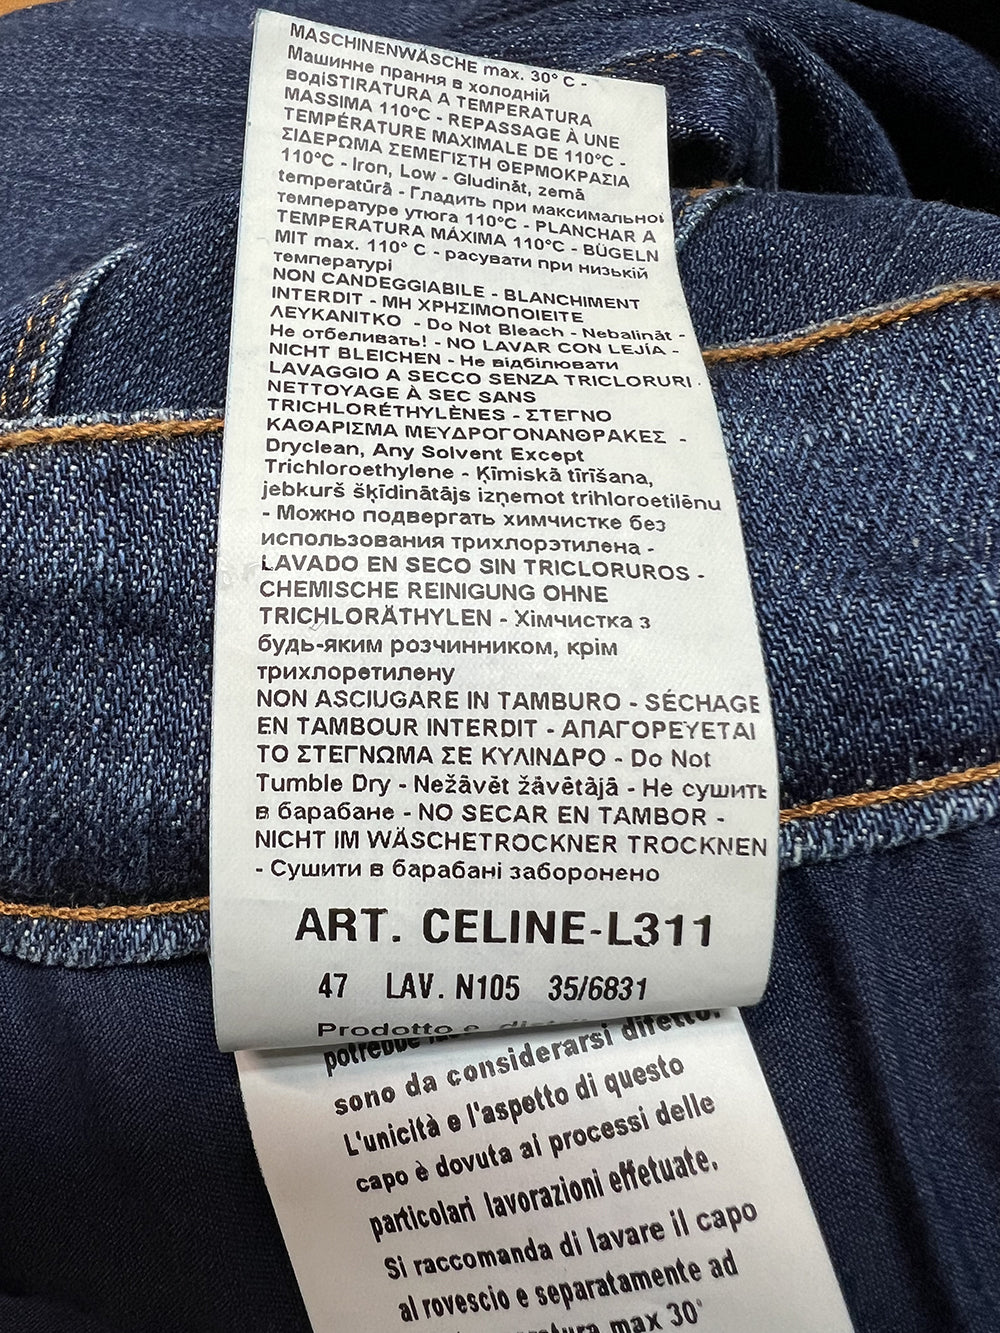 MASCHINENWÄSCHE max. 30° C -
Машинне прання в холодній
водіSTIRATURA A TEMPERATURA
MASSIMA 110°C - REPASSAGE À UNE
TEMPÉRATURE MAXIMALE DE 110°C -
ΣΙΔΕΡΩΜΑ ΣΕΜΕΓΙΣΤΗ ΘΕΡΜΟΚΡΑΣΙΑ
110°C - Iron, Low - Gludināt, zemā
temperatūrā - Гладить при максимальной
температуре утюга 110°C - PLANCHAR A
TEMPERATURA MÁXIMA 110°C - BÜGELN
MIT max. 110° C - расувати при низькій
температурі
NON CANDEGGIABILE - BLANCHIMENT
INTERDIT - ΜΗ ΧΡΗΣΙΜΟΠΟΙΕΙΤΕ
ΛΕΥΚΑΝΙΤΚΟ - Do Not Bleach - Nebalināt -
Не отбеливать! - NO LAVAR CON LEJÍA -
NICHT BLEICHEN - Не відбілювати
LAVAGGIO A SECCO SENZA TRICLORURI -
NETTOYAGE À SEC SANS
TRICHLORÉTHYLÈNES - ΣΤΕΓΝΟ
ΚΑΘΑΡΙΣΜΑ ΜΕΥΔΡΟΓΟΝΑΝΘΡΑΚΕΣ -
Dryclean, Any Solvent Except
Trichloroethylene - Ķīmiskā tīrīšana,
jebkurš šķīdinātājs izņemot trihloroetilēnu
- Можно подвергать химчистке без
использования трихлорэтилена -
LAVADO EN SECO SIN TRICLORUROS -
CHEMISCHE REINIGUNG OHNE
TRICHLORÄTHYLEN - Хімчистка з
будь-яким розчинником, крім
трихлоретилену
NON ASCIUGARE IN TAMBURO - SÉCHAGE
EN TAMBOUR INTERDIT - ΑΠΑΓΟΡΕΥΕΤΑΙ
ΤΟ ΣΤΕΓΝΩΜΑ ΣΕ ΚΥΛΙΝΔΡΟ - Do Not
Tumble Dry - Nežāvēt žāvētājā - Не сушить
в барабане - NO SECAR EN TAMBOR -
NICHT IM WÄSCHETROCKNER TROCKNEN
- Сушити в барабані заборонено
ART. CELINE-L311
47 LAV. N105 35/6831
Prodotto e
potrebbe difetto.
sono da considerarsi
L'unicità e l'aspetto di questo
capo è dovuta ai processi delle
particolari lavorazioni effetuate.
Si raccomanda di lavare il capo
al rovescio e separatamente ad
max 30°